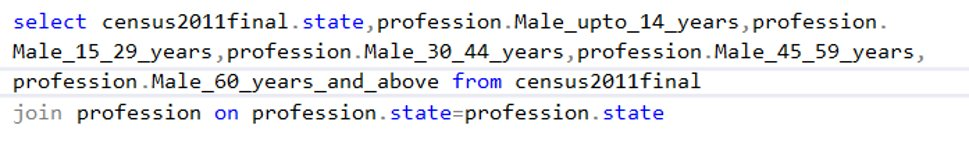 select census2011final.state,profession.Male_upto_14_years,profession.
Male_15_29_years,profession.Male_30_44_years,profession.Male_45_59_years,
profession.Male_60_years_and_above from census2011final
join profession on profession.state=profession.state